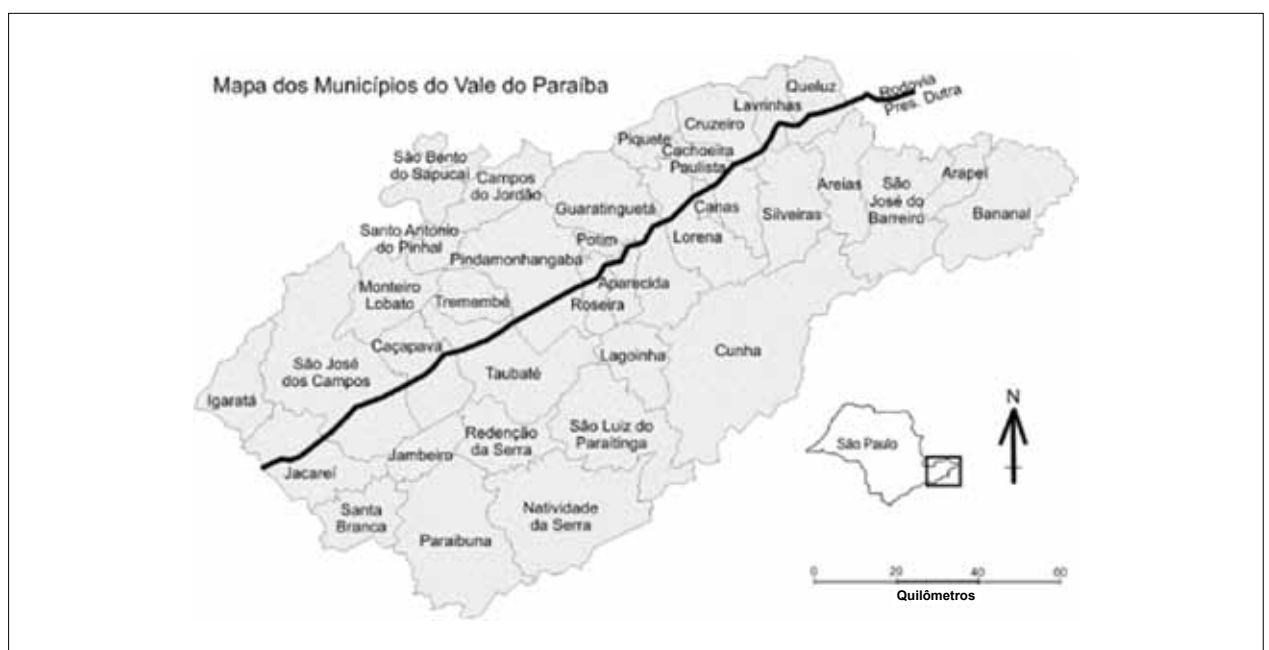 Mapa dos Municípios do Vale do Paraíba
Queluz
Rodovia
Pres. Dutra
Lavrinhas
Cruzeiro
Piquete
Cachoeita
Paulista
São Bento
do Sapucaí
Campos
do Jordão
Areias
São
José do
Barreiro
Arapeí
Bananal
Guaratinguetá
Canas
Silveiras
Santo Antonio
do Pinhal
Potim
Lorena
Pindamonhangaba
Aparecida
Monteiro
Lobato
Tremembé
Roseira
Caçapava
Lagoinha
Cunha
São José
dos Campos
Taubaté
Igaratá
Redenção
da Serra
São Luiz do
Paraitinga
Jambeiro
Jacareí
Santa
Branca
Natividade
da Serra
Paraibuna
São Paulo
N
0 20 40 60
Quilômetros